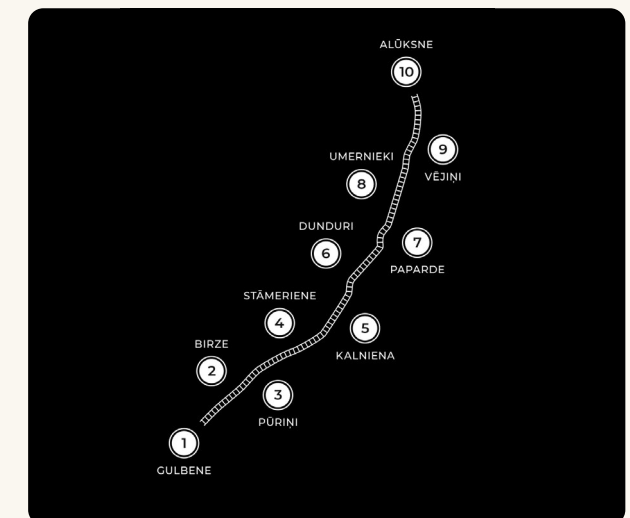 ALŪKSNE
10
9
VĒJIŅI
UMERNIEKI
8
7
PAPARDE
DUNDURI
6
STĀMERIENE
4
5
KALNIENA
BIRZE
2
3
PŪRIŅI
1
GULBENE